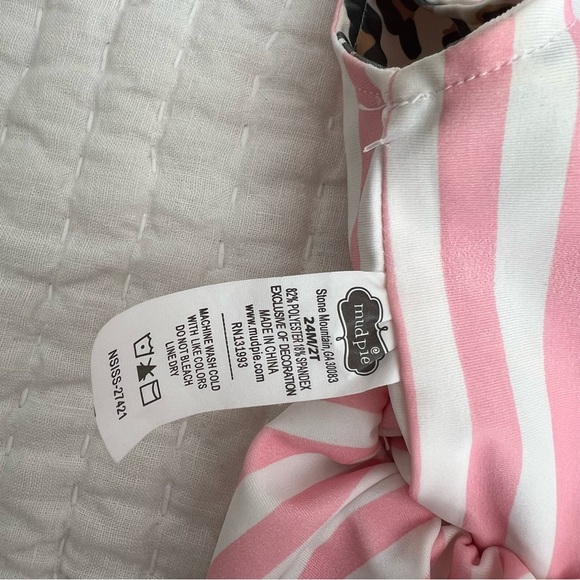 mudpie
Stone Mountain, GA 30083
24M/2T
82% POLYESTER 18% SPANDEX
EXCLUSIVE OF DECORATION
MADE IN CHINA
www.mudpie.com
RN131993
MACHINE WASH COLD
WITH LIKE COLORS
DO NOT BLEACH
LINE DRY
NSISS-27421